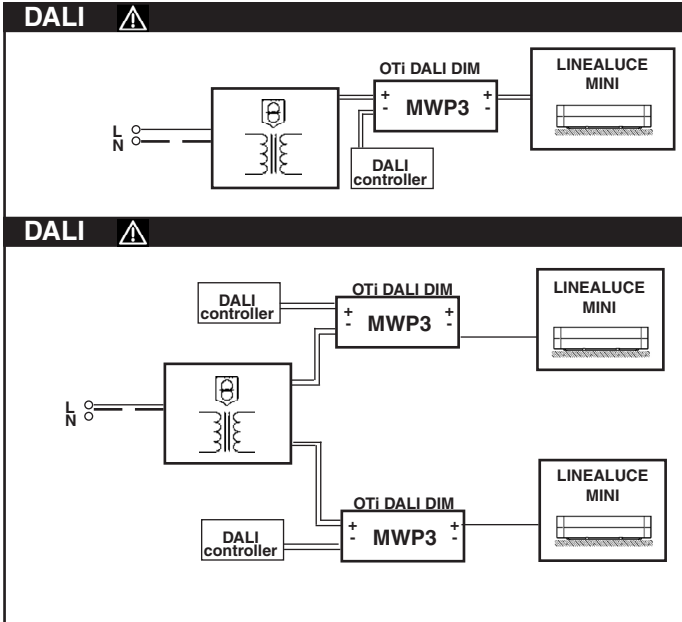 DALI
OTi DALI DIM
LINEALUCE
MINI
+ +
- MWP3 -
L
N
DALI
controller
DALI
OTi DALI DIM
LINEALUCE
MINI
DALI
controller
+ +
- MWP3 -
L
N
LINEALUCE
MINI
OTi DALI DIM
+ +
- MWP3 -
DALI
controller